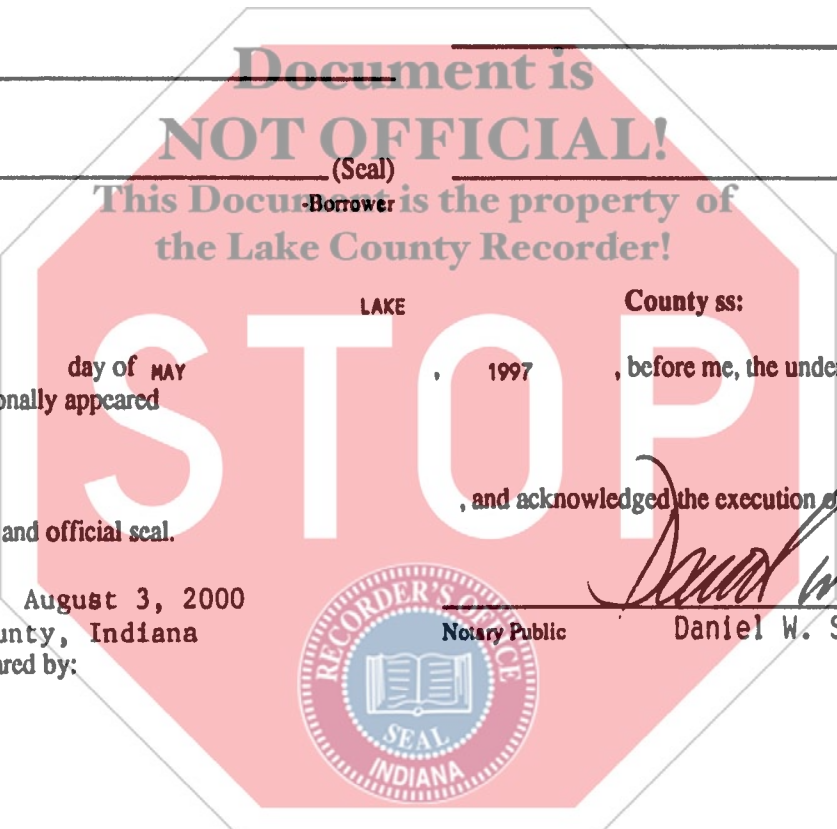 Document is
NOT OFFICIAL!
(Seal)
-Borrower
This Document is the property of
the Lake County Recorder!
LAKE County ss:
STOP
day of MAY , 1997 , before me, the unde
onally appeared
, and acknowledged the execution o
and official seal.
August 3, 2000
unty, Indiana
Notary Public Daniel W. S
ared by:
RECORDER'S OFFICE
SEAL
INDIANA